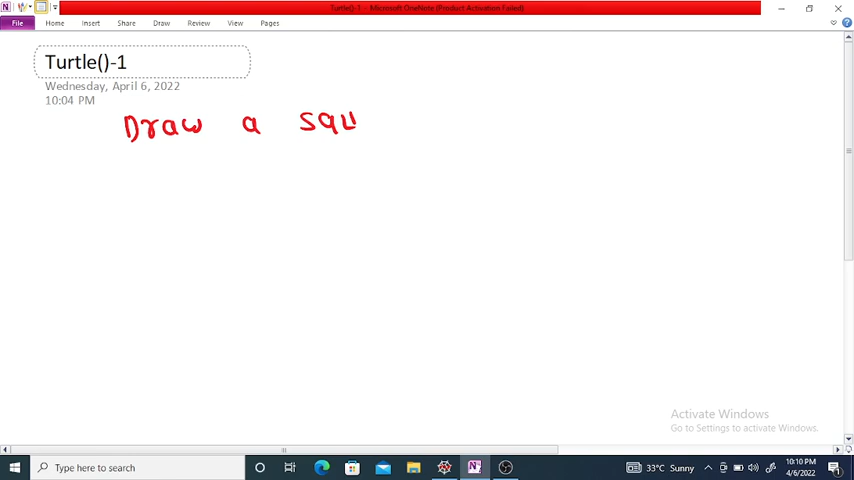 Turtle()-1 - Microsoft OneNote (Product Activation Failed)
File Home Insert Share Draw Review View Pages
Turtle()-1
Wednesday, April 6, 2022
10:04 PM
Draw a squ
Activate Windows
Go to Settings to activate Windows.
Type here to search
33°C Sunny
10:10 PM
4/6/2022